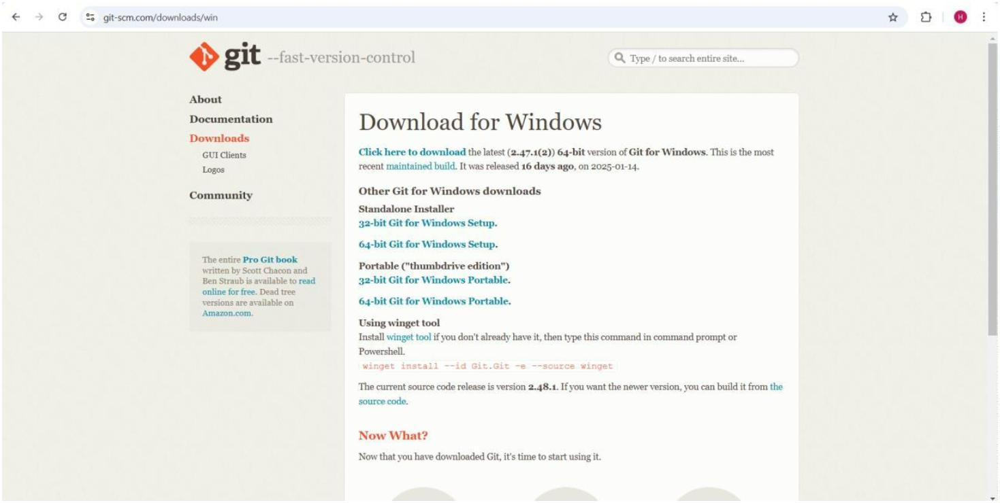 git-scm.com/downloads/win
H
git --fast-version-control
Type / to search entire site...
About
Documentation
Downloads
GUI Clients
Logos
Community
The entire Pro Git book
written by Scott Chacon and
Ben Straub is available to read
online for free. Dead tree
versions are available on
Amazon.com.
Download for Windows
Click here to download the latest (2.47.1(2)) 64-bit version of Git for Windows. This is the most
recent maintained build. It was released 16 days ago, on 2025-01-14.
Other Git for Windows downloads
Standalone Installer
32-bit Git for Windows Setup.
64-bit Git for Windows Setup.
Portable ("thumbdrive edition")
32-bit Git for Windows Portable.
64-bit Git for Windows Portable.
Using winget tool
Install winget tool if you don't already have it, then type this command in command prompt or
Powershell.
winget install --id Git.Git -e --source winget
The current source code release is version 2.48.1. If you want the newer version, you can build it from the
source code.
Now What?
Now that you have downloaded Git, it's time to start using it.